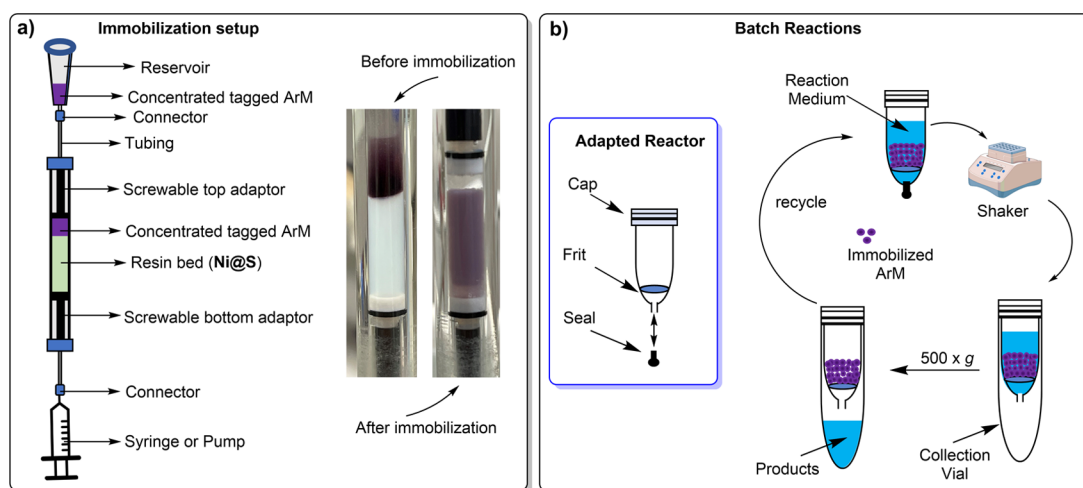 a)
Immobilization setup
Reservoir
Concentrated tagged ArM
Connector
Tubing
Screwable top adaptor
Concentrated tagged ArM
Resin bed (Ni@S)
Screwable bottom adaptor
Connector
Syringe or Pump
Before immobilization
After immobilization
b)
Batch Reactions
Adapted Reactor
Cap
Frit
Seal
Reaction
Medium
Shaker
recycle
Immobilized
ArM
500 x g
Products
Collection
Vial